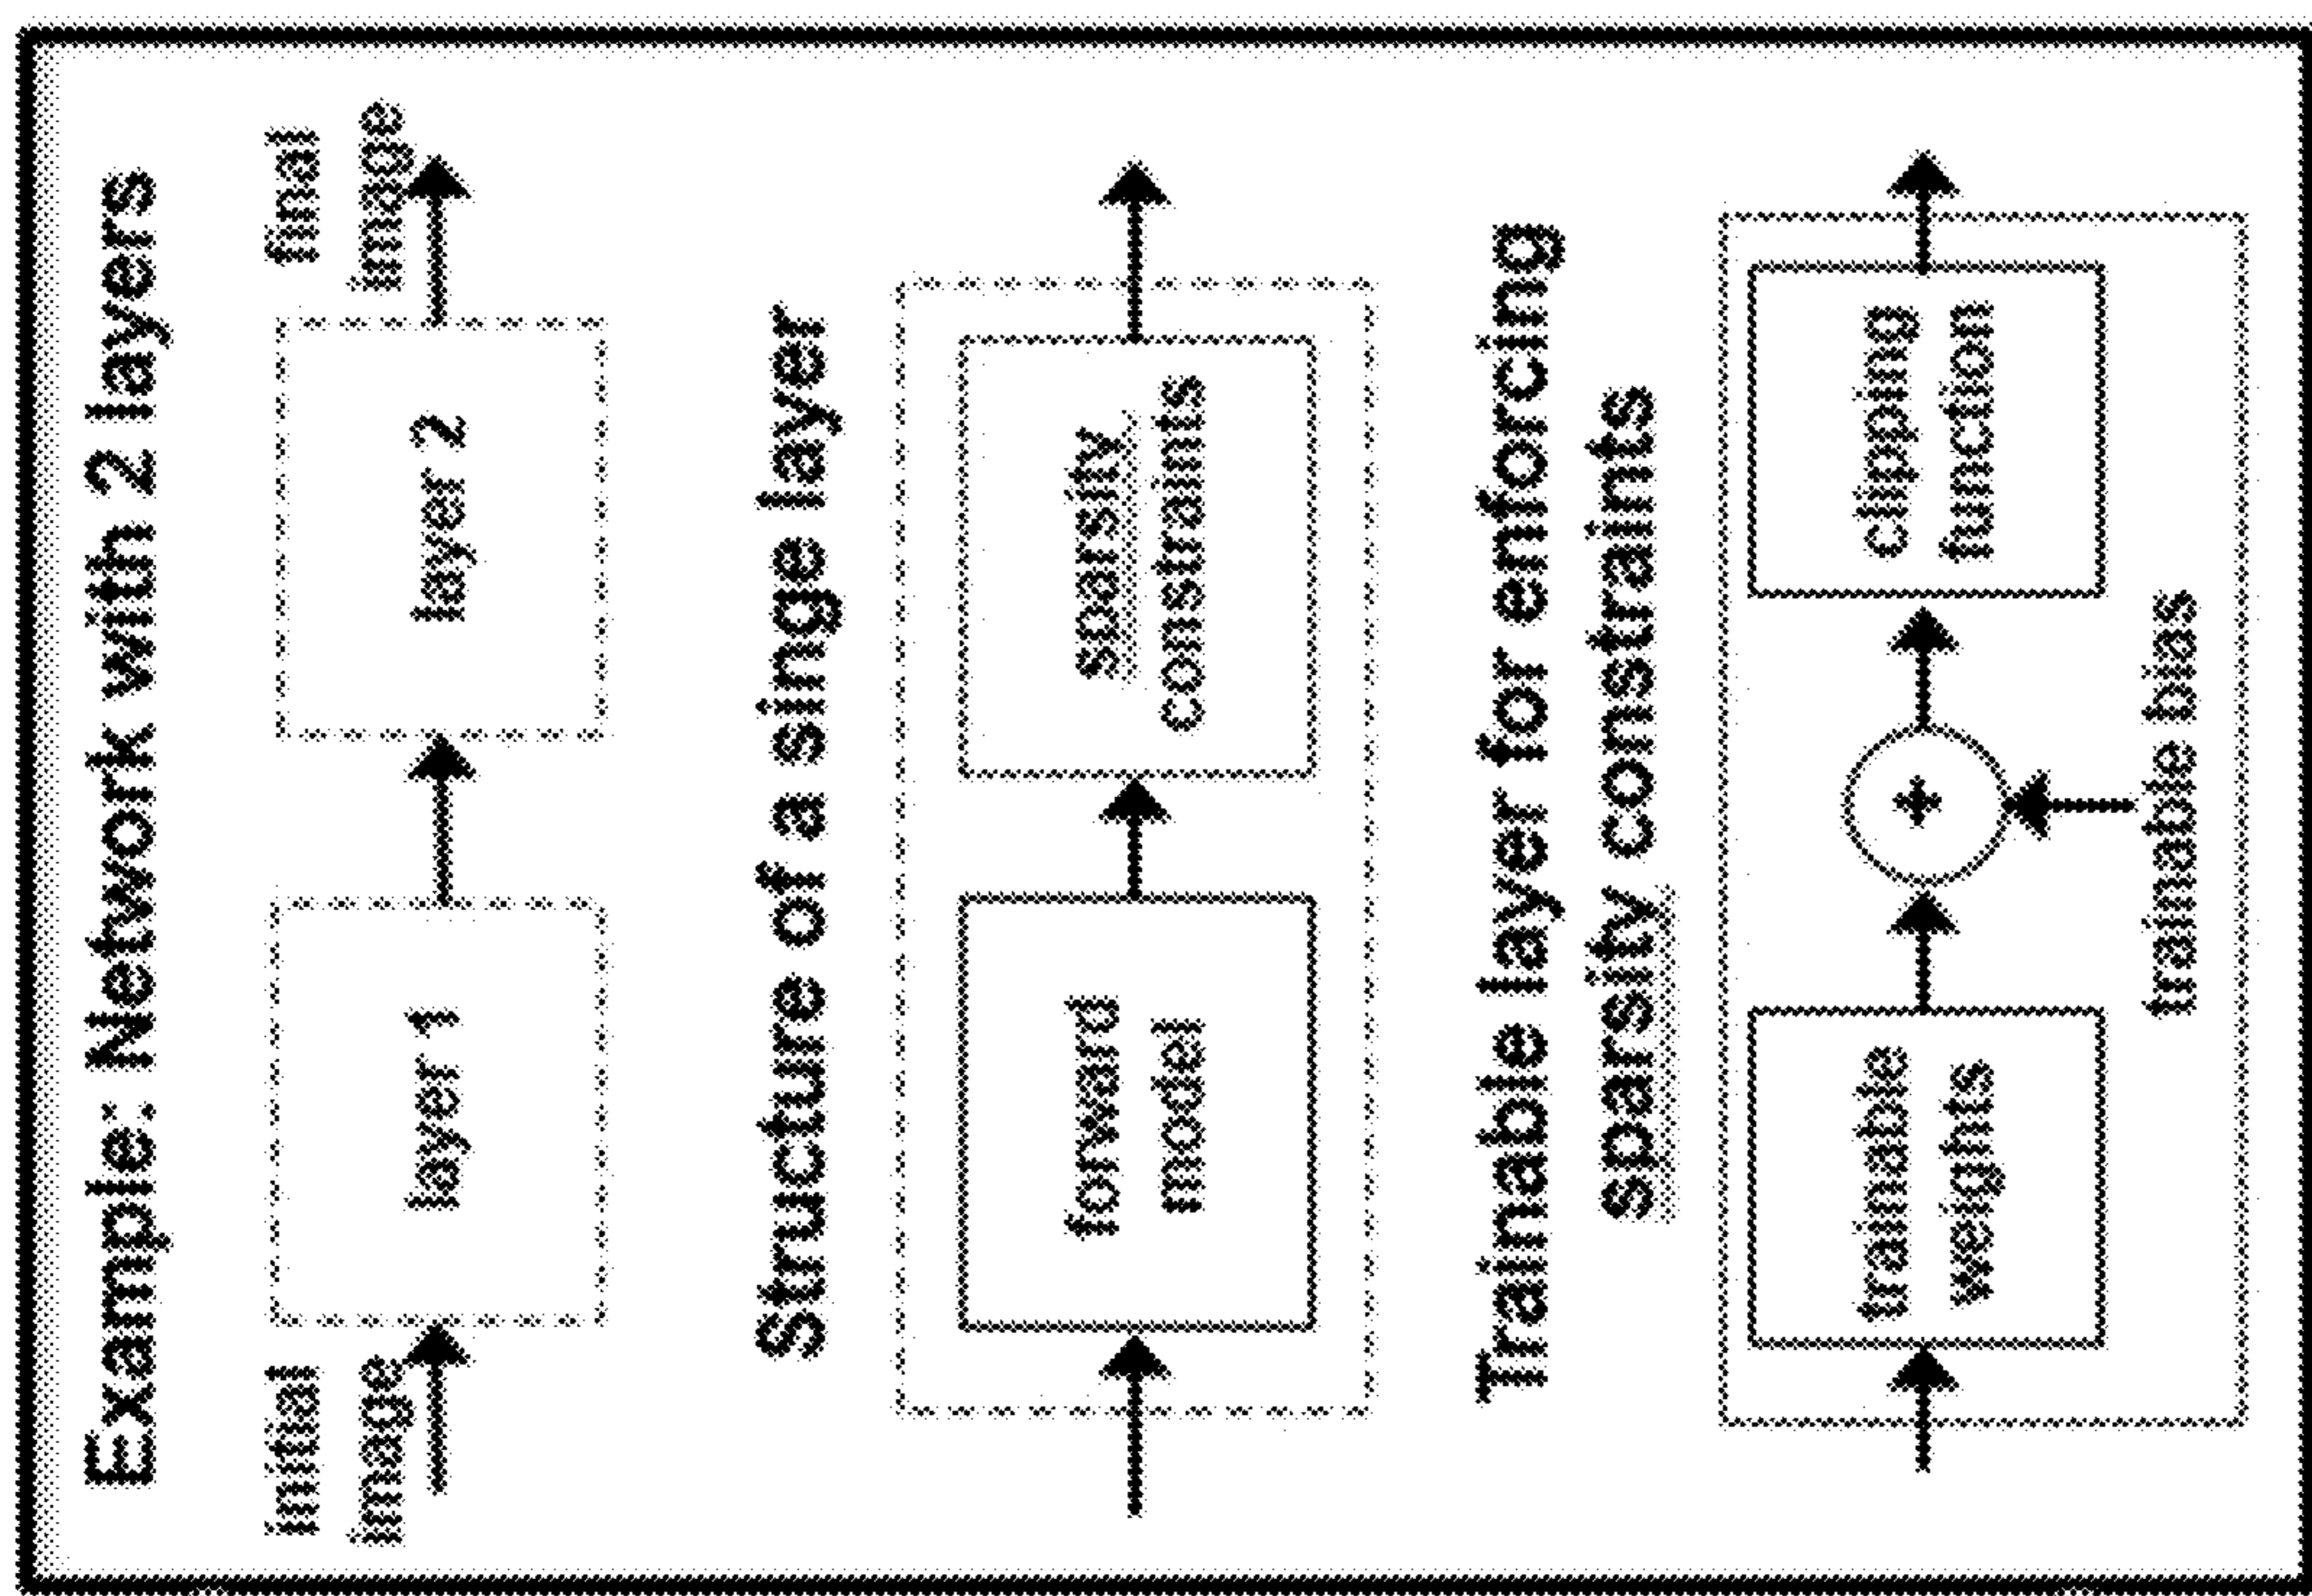 Example: Network with 2 layers
initial
image
layer 1
layer 2
final
image
Structure of a single layer
forward
model
sparsity
constraints
Trainable layer for enforcing
sparsity constraints
trainable
weights
+
trainable bias
clipping
function